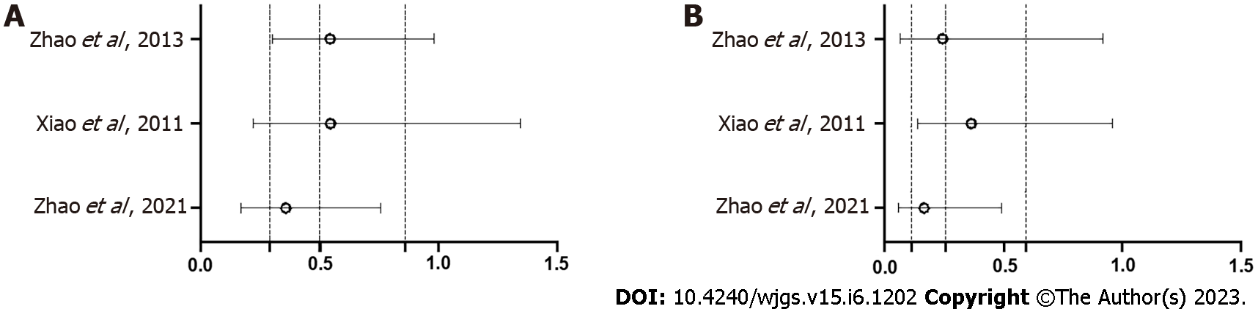 A
Zhao et al, 2013
Xiao et al, 2011
Zhao et al, 2021
0.0 0.5 1.0 1.5
B
Zhao et al, 2013
Xiao et al, 2011
Zhao et al, 2021
0.0 0.5 1.0 1.5
DOI: 10.4240/wjgs.v15.i6.1202 Copyright ©The Author(s) 2023.